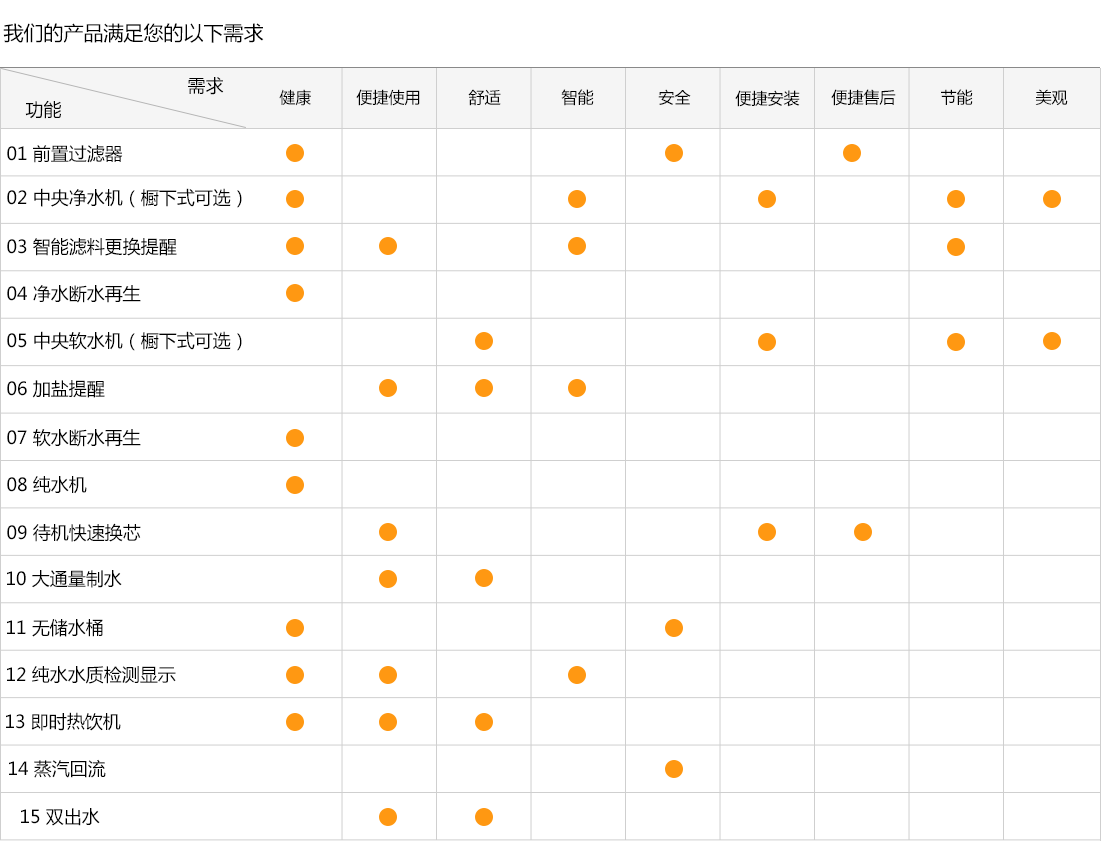 我们的产品满足您的以下需求
需求
功能
健康 便捷使用 舒适 智能 安全 便捷安装 便捷售后 节能 美观
01 前置过滤器
02 中央净水机（橱下式可选）
03 智能滤料更换提醒
04 净水断水再生
05 中央软水机（橱下式可选）
06 加盐提醒
07 软水断水再生
08 纯水机
09 待机快速换芯
10 大通量制水
11 无储水桶
12 纯水水质检测显示
13 即时热饮机
14 蒸汽回流
15 双出水